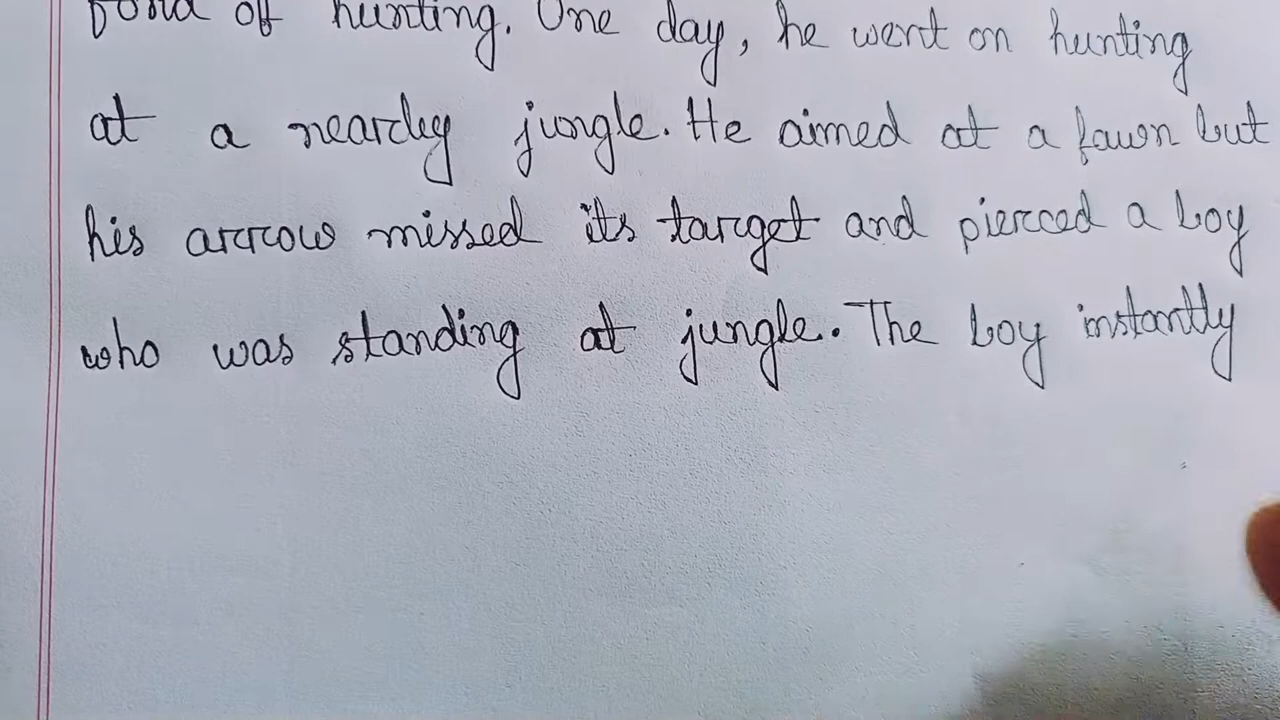 fond of hunting. One day, he went on hunting
at a nearby jungle. He aimed at a fawn but
his arrow missed its target and pierced a boy
who was standing at jungle. The boy instantly